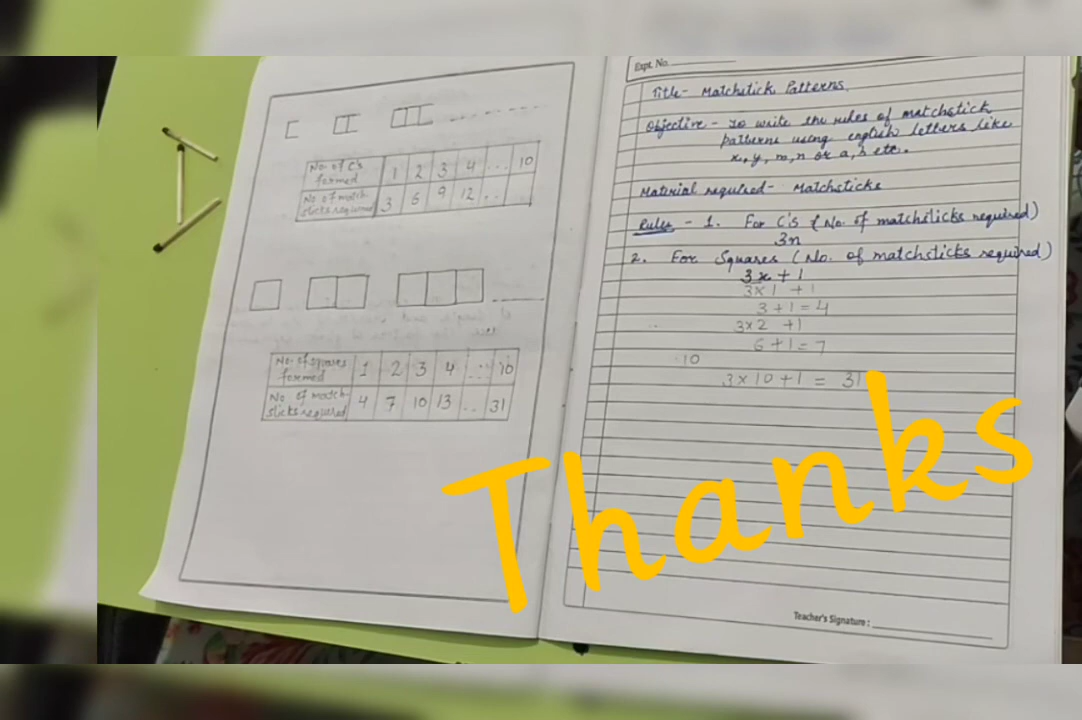 No. of C's
formed
1 2 3 4 ... 10
No. of match-
sticks required
3 6 9 12 .. ..
No. of squares
formed
1 2 3 4 ... 10
No. of match-
sticks required
4 7 10 13 ... 31
Expt. No.
Title- Matchstick Patterns.
Objective - To write the rules of matchstick
patterns using english letters like
x, y, m, n or a, b etc.
Material required- Matchsticks
Rules - 1. For C's (No. of matchsticks required)
3n
2. For Squares (No. of matchsticks required)
3x + 1
3x1 +1
3 + 1 = 4
3x2 +1
6 + 1 = 7
10
3 x 10 + 1 = 31
Teacher's Signature :
Thanks